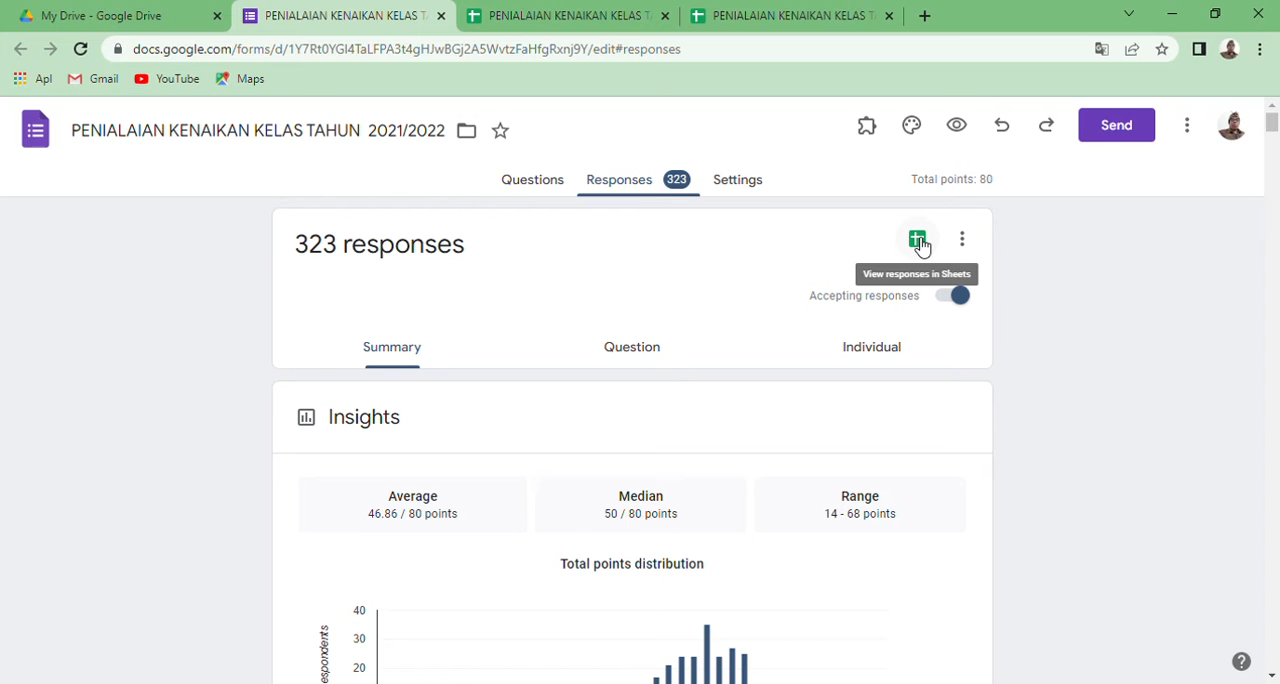 My Drive - Google Drive
PENIALAIAN KENAIKAN KELAS T
PENIALAIAN KENAIKAN KELAS T
PENIALAIAN KENAIKAN KELAS T
docs.google.com/forms/d/1Y7Rt0YGI4TaLFPA3t4gHJwBGj2A5WvtzFaHfgRxnj9Y/edit#responses
Apl
Gmail
YouTube
Maps
PENIALAIAN KENAIKAN KELAS TAHUN 2021/2022
Send
Questions
Responses 323
Settings
Total points: 80
323 responses
View responses in Sheets
Accepting responses
Summary
Question
Individual
Insights
Average
46.86 / 80 points
Median
50 / 80 points
Range
14 - 68 points
Total points distribution
40
30
20